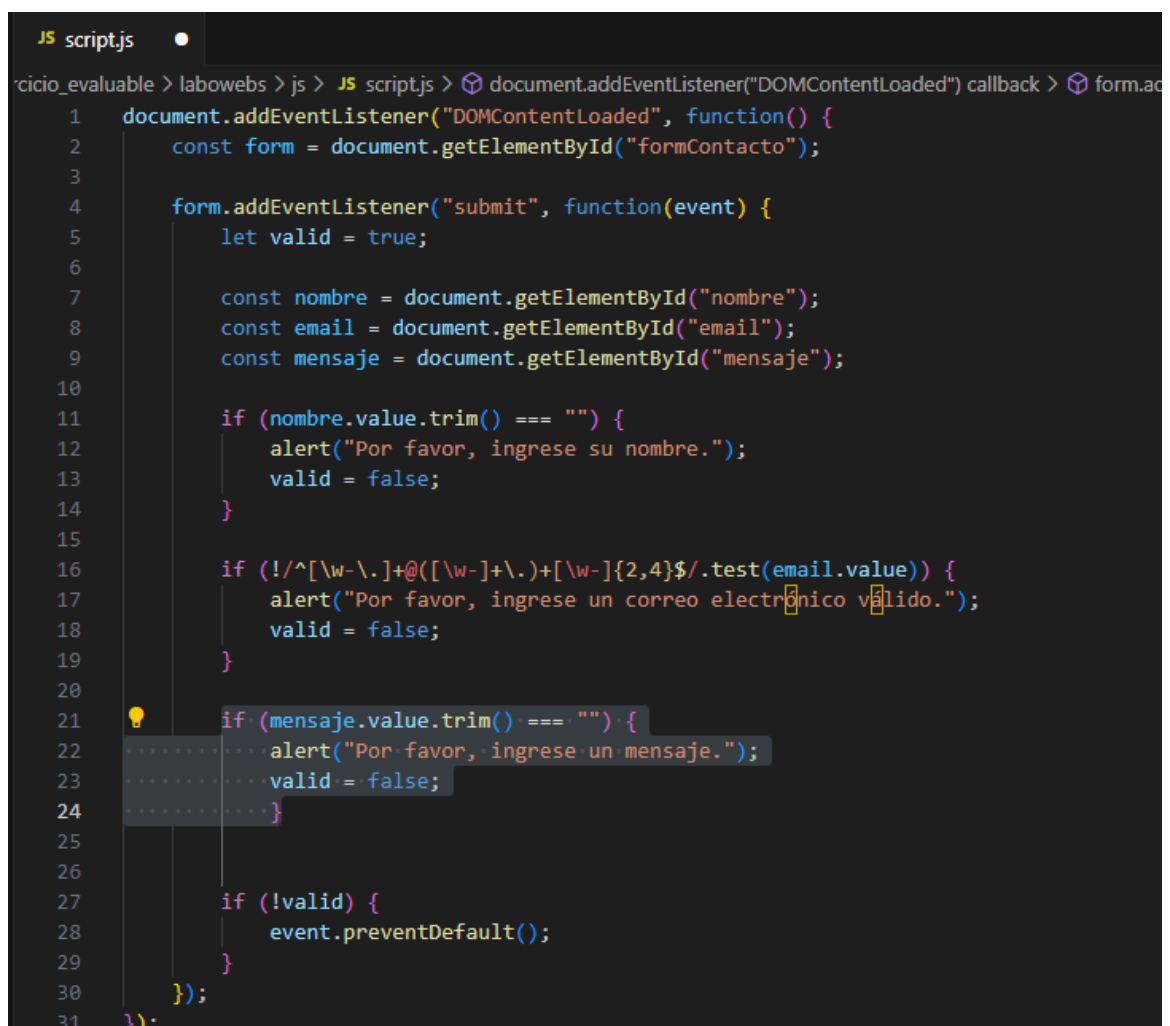 JS script.js ●
rcicio_evaluable > labowebs > js > JS script.js > document.addEventListener("DOMContentLoaded") callback > form.ac
1 document.addEventListener("DOMContentLoaded", function() {
2     const form = document.getElementById("formContacto");
3
4     form.addEventListener("submit", function(event) {
5         let valid = true;
6
7         const nombre = document.getElementById("nombre");
8         const email = document.getElementById("email");
9         const mensaje = document.getElementById("mensaje");
10
11         if (nombre.value.trim() === "") {
12             alert("Por favor, ingrese su nombre.");
13             valid = false;
14         }
15
16         if (!/^[\w-\.]+@([\w-]+\.)+[\w-]{2,4}$/.test(email.value)) {
17             alert("Por favor, ingrese un correo electrónico válido.");
18             valid = false;
19         }
20
21         if (mensaje.value.trim() === "") {
22             alert("Por favor, ingrese un mensaje.");
23             valid = false;
24             }
25
26
27         if (!valid) {
28             event.preventDefault();
29         }
30     });
31 });